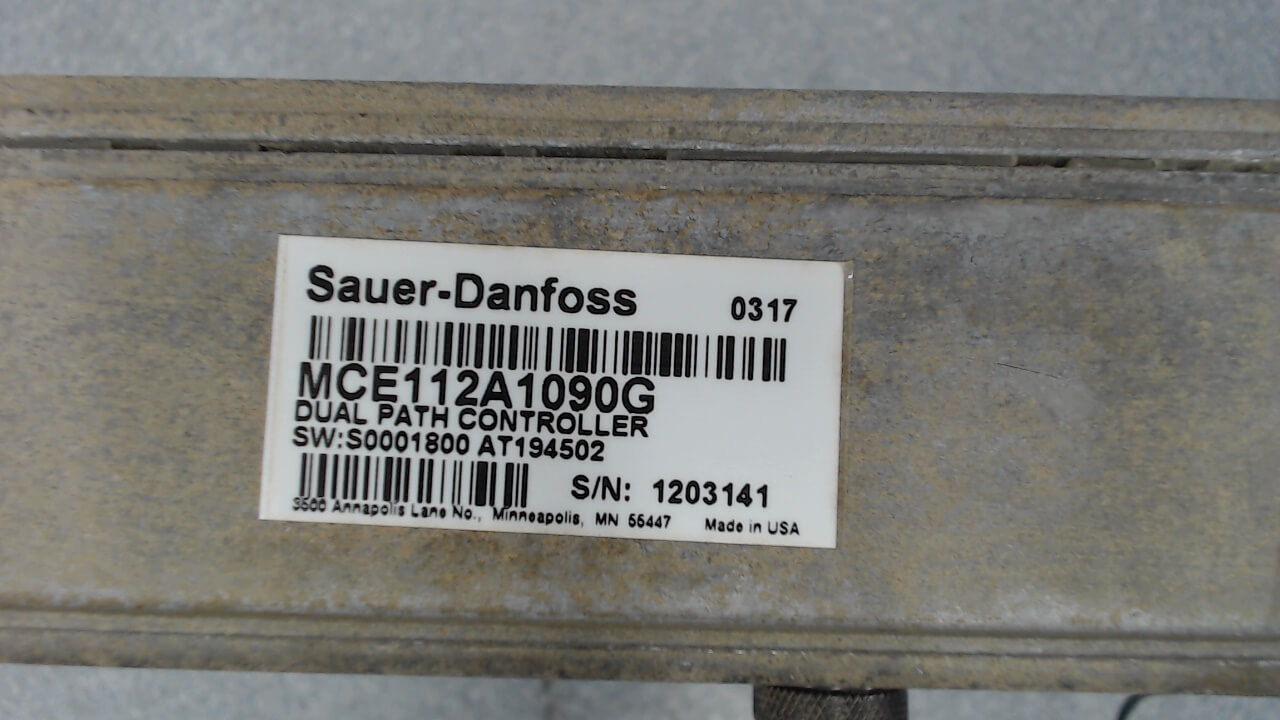 Sauer-Danfoss 0317
MCE112A1090G
DUAL PATH CONTROLLER
SW:S0001800 AT194502
S/N: 1203141
3500 Annapolis Lane No., Minneapolis, MN 55447 Made in USA